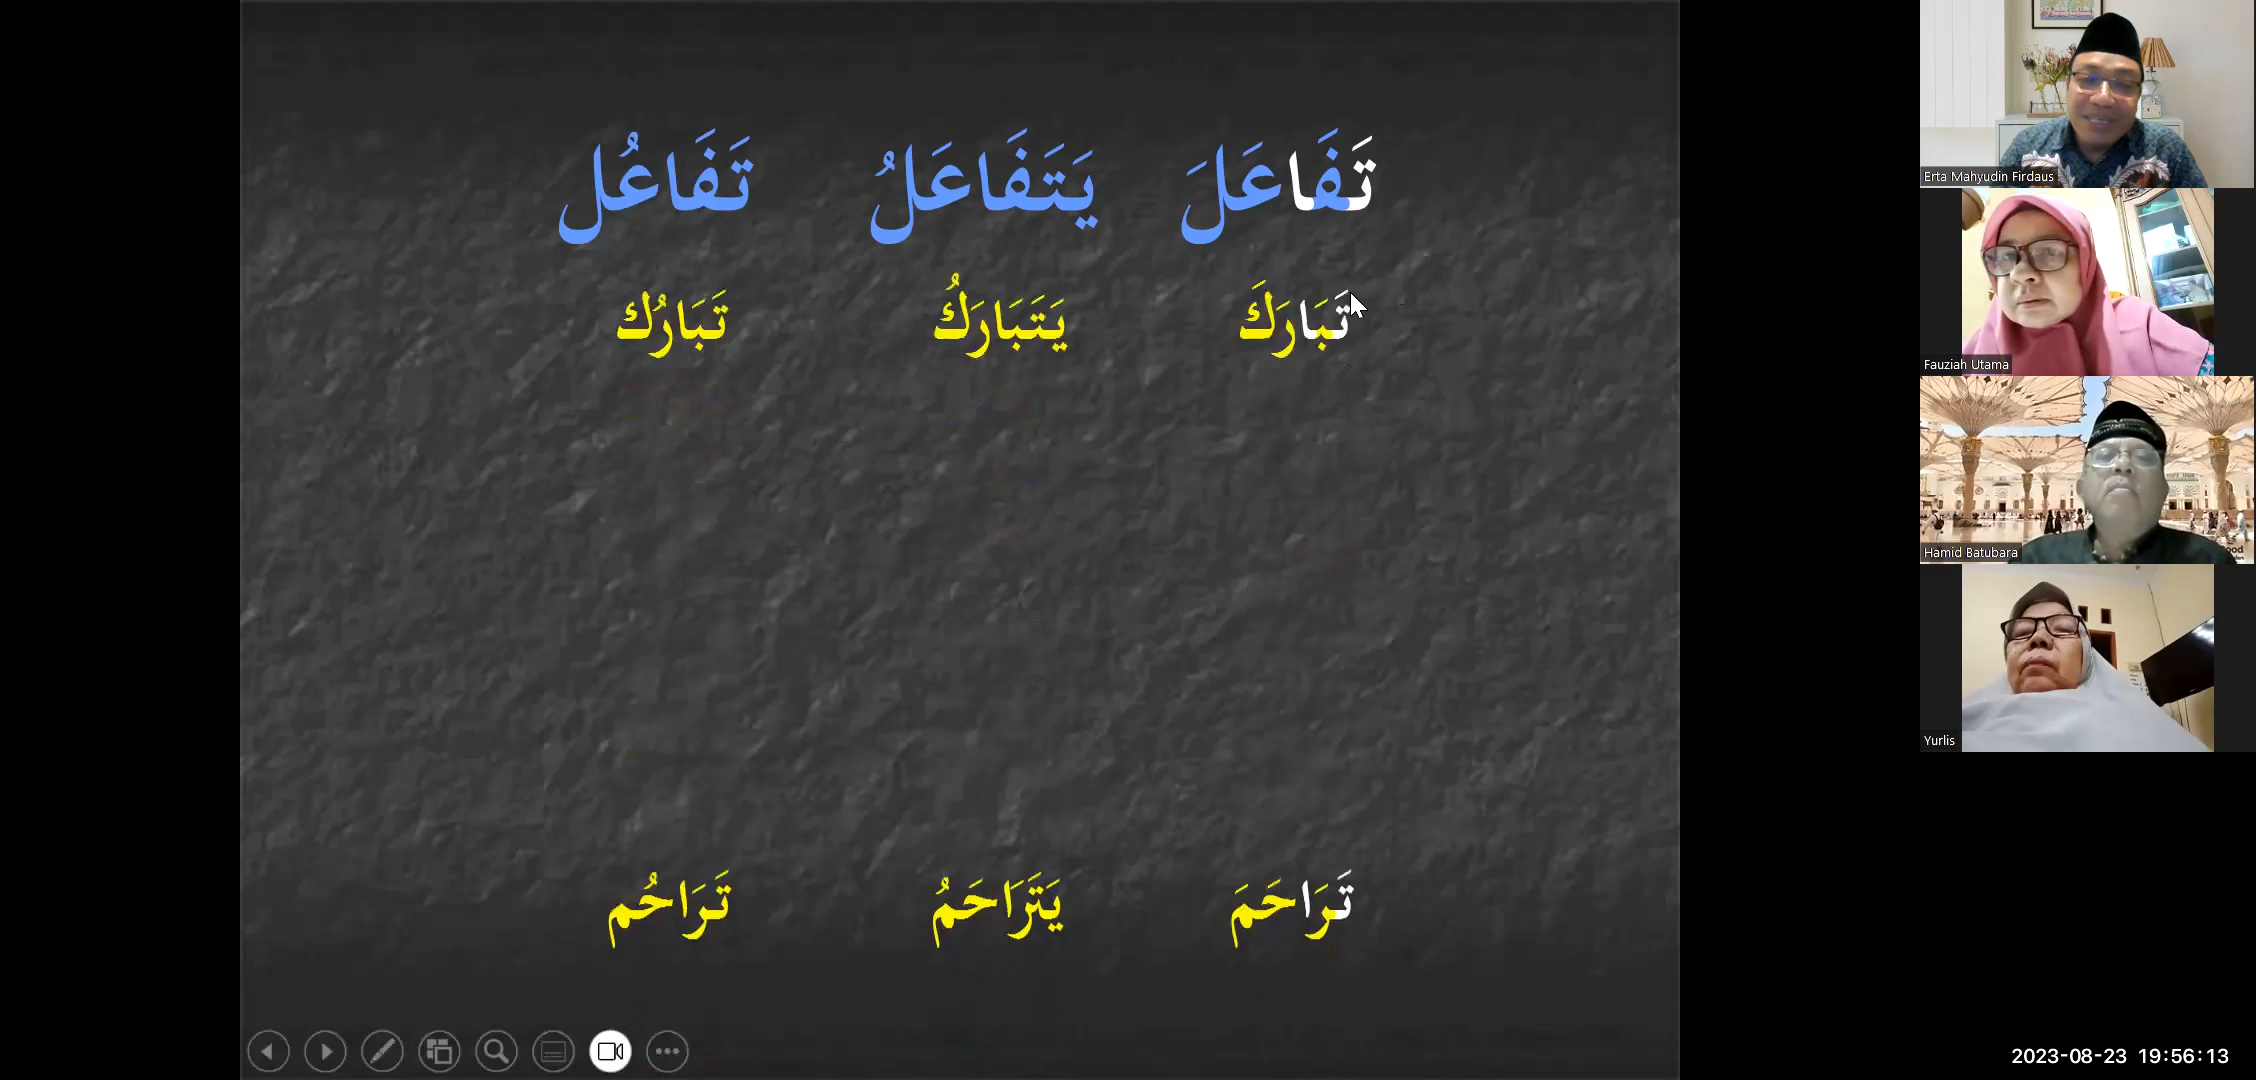 تَفَاعَلَ يَتَفَاعَلُ تَفَاعُل
تَبَارَكَ يَتَبَارَكُ تَبَارُك
تَرَاحَمَ يَتَرَاحَمُ تَرَاحُم
Erta Mahyudin Firdaus
Fauziah Utama
Hamid Batubara
Yurlis
2023-08-23 19:56:13